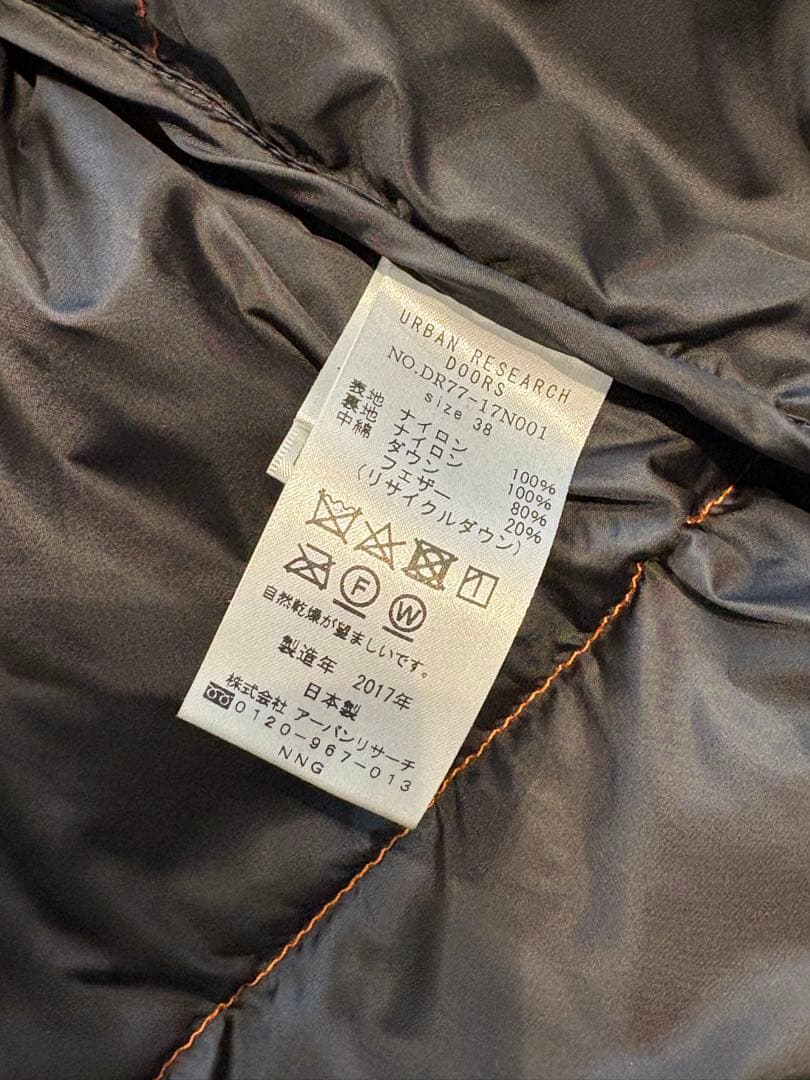 URBAN RESEARCH
DOORS
NO.DR77-17N001
size 38
表地 ナイロン 100%
裏地 ナイロン 100%
中綿 ダウン 80%
フェザー 20%
(リサイクルダウン)
F W
自然乾燥が望ましいです。
製造年 2017年
日本製
株式会社 アーバンリサーチ
0120-967-013
NNG